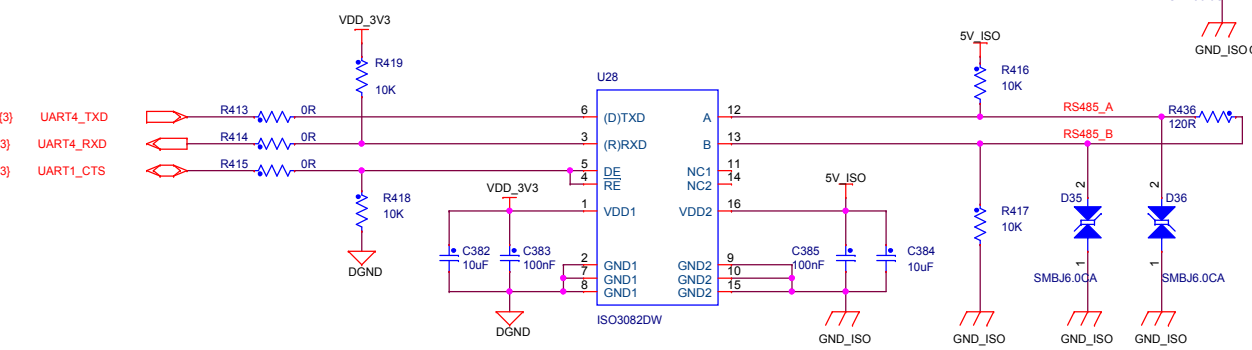 GND_ISO
VDD_3V3
5V_ISO
R419
10K
U28
R416
10K
{3} UART4_TXD
R413 0R
6 (D)TXD
A 12
RS485_A
R436
120R
3} UART4_RXD
R414 0R
3 (R)RXD
B 13
RS485_B
3} UART1_CTS
R415 0R
5 DE
4 RE
NC1 11
NC2 14
R418
10K
DGND
VDD_3V3
1 VDD1
VDD2 16
5V_ISO
R417
10K
D35 2
D36 2
C382
10uF
C383
100nF
C385
100nF
C384
10uF
2 GND1
7 GND1
8 GND1
GND2 9
GND2 10
GND2 15
1
1
SMBJ6.0CA
SMBJ6.0CA
ISO3082DW
DGND
GND_ISO
GND_ISO
GND_ISO
GND_ISO